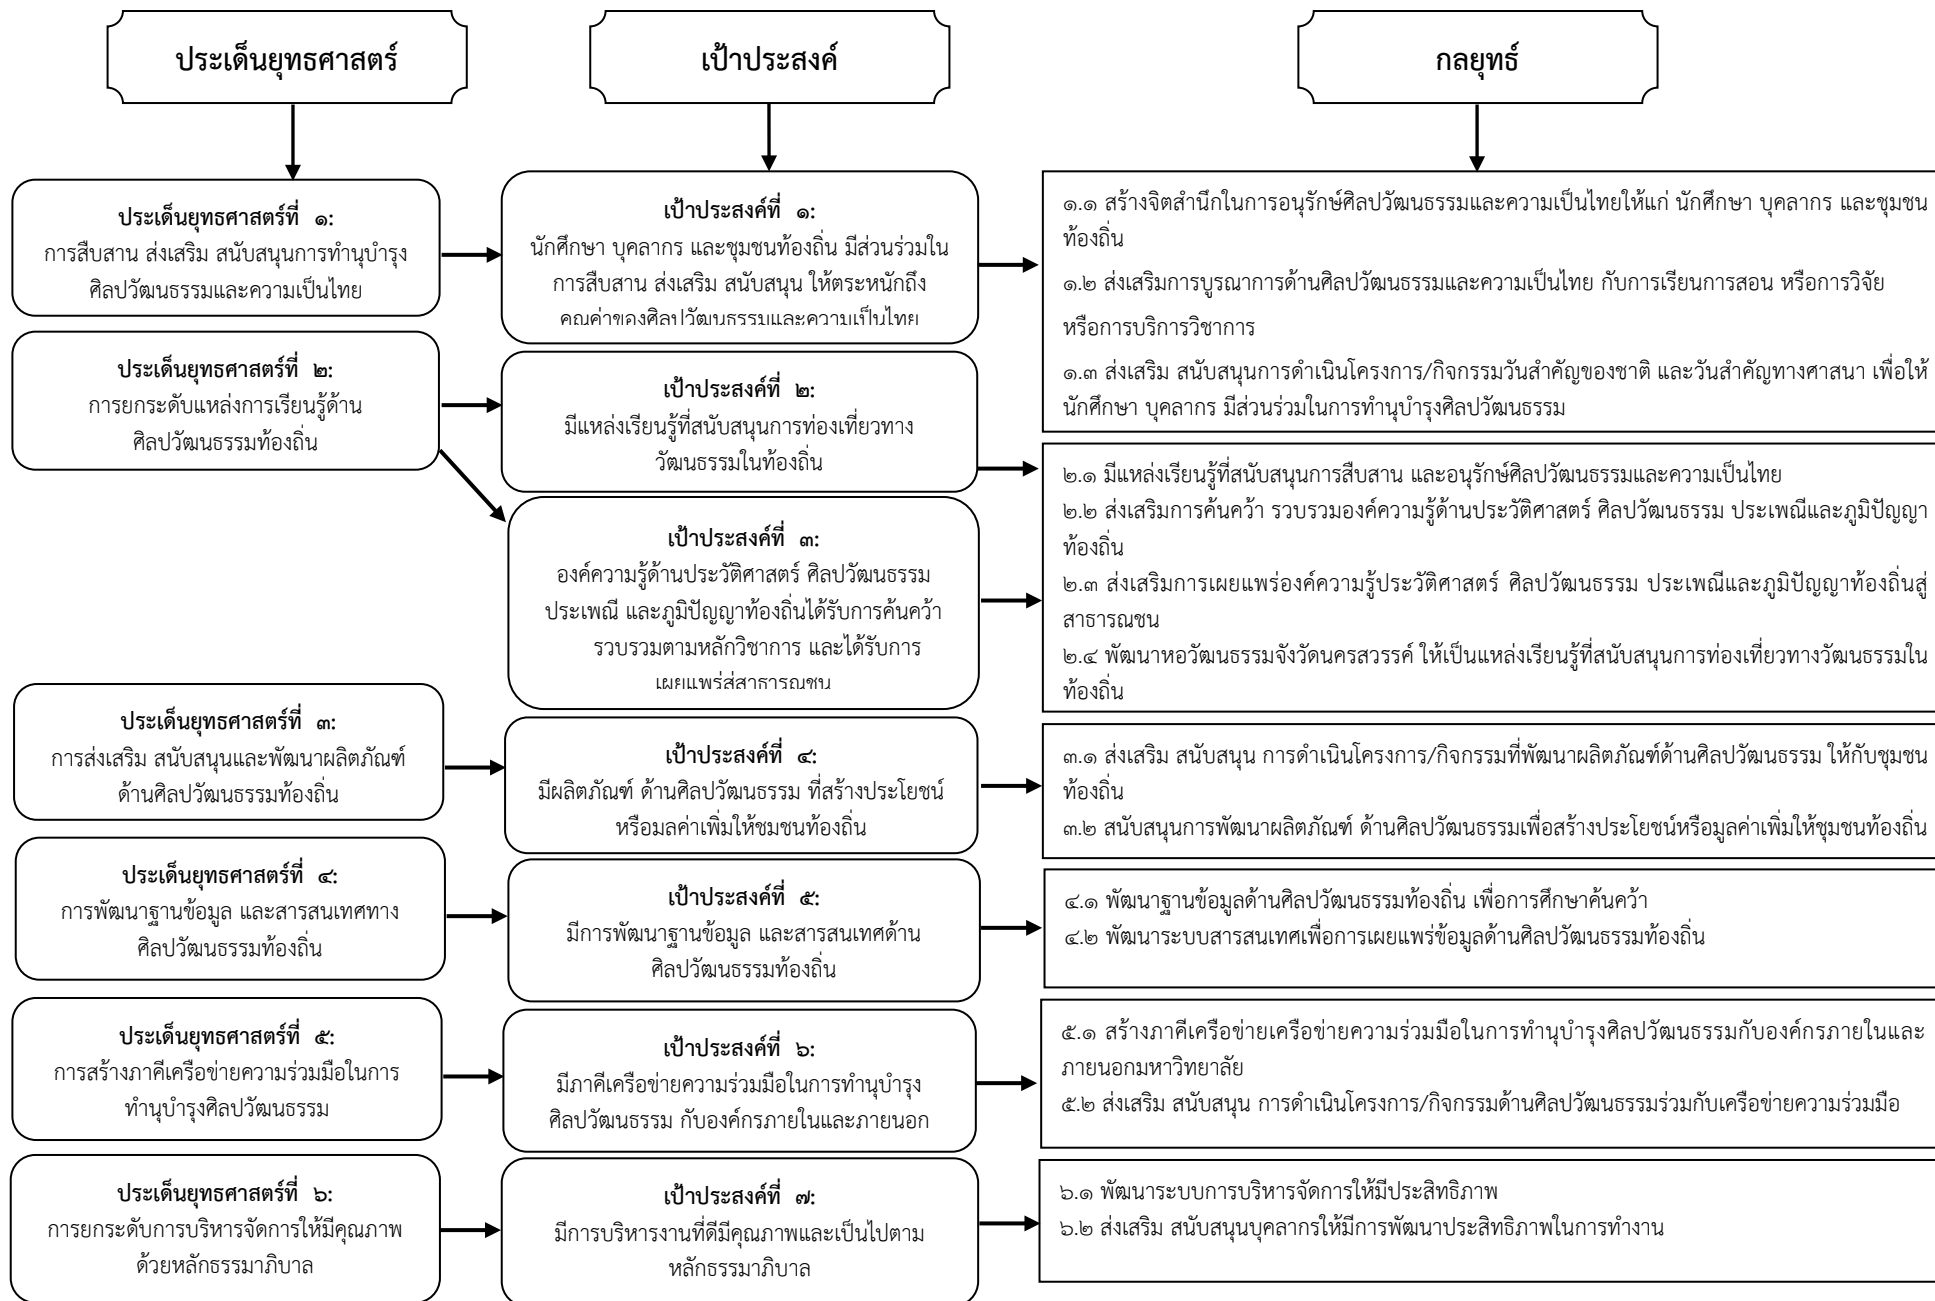 ประเด็นยุทธศาสตร์
เป้าประสงค์
กลยุทธ์
ประเด็นยุทธศาสตร์ที่ ๑:
การสืบสาน ส่งเสริม สนับสนุนการทำนุบำรุง
ศิลปวัฒนธรรมและความเป็นไทย
เป้าประสงค์ที่ ๑:
นักศึกษา บุคลากร และชุมชนท้องถิ่น มีส่วนร่วมใน
การสืบสาน ส่งเสริม สนับสนุน ให้ตระหนักถึง
คุณค่าของศิลปวัฒนธรรมและความเป็นไทย
๑.๑ สร้างจิตสำนึกในการอนุรักษ์ศิลปวัฒนธรรมและความเป็นไทยให้แก่ นักศึกษา บุคลากร และชุมชน
ท้องถิ่น
๑.๒ ส่งเสริมการบูรณาการด้านศิลปวัฒนธรรมและความเป็นไทย กับการเรียนการสอน หรือการวิจัย
หรือการบริการวิชาการ
๑.๓ ส่งเสริม สนับสนุนการดำเนินโครงการ/กิจกรรมวันสำคัญของชาติ และวันสำคัญทางศาสนา เพื่อให้
นักศึกษา บุคลากร มีส่วนร่วมในการทำนุบำรุงศิลปวัฒนธรรม
ประเด็นยุทธศาสตร์ที่ ๒:
การยกระดับแหล่งการเรียนรู้ด้าน
ศิลปวัฒนธรรมท้องถิ่น
เป้าประสงค์ที่ ๒:
มีแหล่งเรียนรู้ที่สนับสนุนการท่องเที่ยวทาง
วัฒนธรรมในท้องถิ่น
เป้าประสงค์ที่ ๓:
องค์ความรู้ด้านประวัติศาสตร์ ศิลปวัฒนธรรม
ประเพณี และภูมิปัญญาท้องถิ่นได้รับการค้นคว้า
รวบรวมตามหลักวิชาการ และได้รับการ
เผยแพร่สู่สาธารณชน
๒.๑ มีแหล่งเรียนรู้ที่สนับสนุนการสืบสาน และอนุรักษ์ศิลปวัฒนธรรมและความเป็นไทย
๒.๒ ส่งเสริมการค้นคว้า รวบรวมองค์ความรู้ด้านประวัติศาสตร์ ศิลปวัฒนธรรม ประเพณีและภูมิปัญญา
ท้องถิ่น
๒.๓ ส่งเสริมการเผยแพร่องค์ความรู้ประวัติศาสตร์ ศิลปวัฒนธรรม ประเพณีและภูมิปัญญาท้องถิ่นสู่
สาธารณชน
๒.๔ พัฒนาหอวัฒนธรรมจังวัดนครสวรรค์ ให้เป็นแหล่งเรียนรู้ที่สนับสนุนการท่องเที่ยวทางวัฒนธรรมใน
ท้องถิ่น
ประเด็นยุทธศาสตร์ที่ ๓:
การส่งเสริม สนับสนุนและพัฒนาผลิตภัณฑ์
ด้านศิลปวัฒนธรรมท้องถิ่น
เป้าประสงค์ที่ ๔:
มีผลิตภัณฑ์ ด้านศิลปวัฒนธรรม ที่สร้างประโยชน์
หรือมูลค่าเพิ่มให้ชุมชนท้องถิ่น
๓.๑ ส่งเสริม สนับสนุน การดำเนินโครงการ/กิจกรรมที่พัฒนาผลิตภัณฑ์ด้านศิลปวัฒนธรรม ให้กับชุมชน
ท้องถิ่น
๓.๒ สนับสนุนการพัฒนาผลิตภัณฑ์ ด้านศิลปวัฒนธรรมเพื่อสร้างประโยชน์หรือมูลค่าเพิ่มให้ชุมชนท้องถิ่น
ประเด็นยุทธศาสตร์ที่ ๔:
การพัฒนาฐานข้อมูล และสารสนเทศทาง
ศิลปวัฒนธรรมท้องถิ่น
เป้าประสงค์ที่ ๕:
มีการพัฒนาฐานข้อมูล และสารสนเทศด้าน
ศิลปวัฒนธรรมท้องถิ่น
๔.๑ พัฒนาฐานข้อมูลด้านศิลปวัฒนธรรมท้องถิ่น เพื่อการศึกษาค้นคว้า
๔.๒ พัฒนาระบบสารสนเทศเพื่อการเผยแพร่ข้อมูลด้านศิลปวัฒนธรรมท้องถิ่น
ประเด็นยุทธศาสตร์ที่ ๕:
การสร้างภาคีเครือข่ายความร่วมมือในการ
ทำนุบำรุงศิลปวัฒนธรรม
เป้าประสงค์ที่ ๖:
มีภาคีเครือข่ายความร่วมมือในการทำนุบำรุง
ศิลปวัฒนธรรม กับองค์กรภายในและภายนอก
๕.๑ สร้างภาคีเครือข่ายเครือข่ายความร่วมมือในการทำนุบำรุงศิลปวัฒนธรรมกับองค์กรภายในและ
ภายนอกมหาวิทยาลัย
๕.๒ ส่งเสริม สนับสนุน การดำเนินโครงการ/กิจกรรมด้านศิลปวัฒนธรรมร่วมกับเครือข่ายความร่วมมือ
ประเด็นยุทธศาสตร์ที่ ๖:
การยกระดับการบริหารจัดการให้มีคุณภาพ
ด้วยหลักธรรมาภิบาล
เป้าประสงค์ที่ ๗:
มีการบริหารงานที่ดีมีคุณภาพและเป็นไปตาม
หลักธรรมาภิบาล
๖.๑ พัฒนาระบบการบริหารจัดการให้มีประสิทธิภาพ
๖.๒ ส่งเสริม สนับสนุนบุคลากรให้มีการพัฒนาประสิทธิภาพในการทำงาน